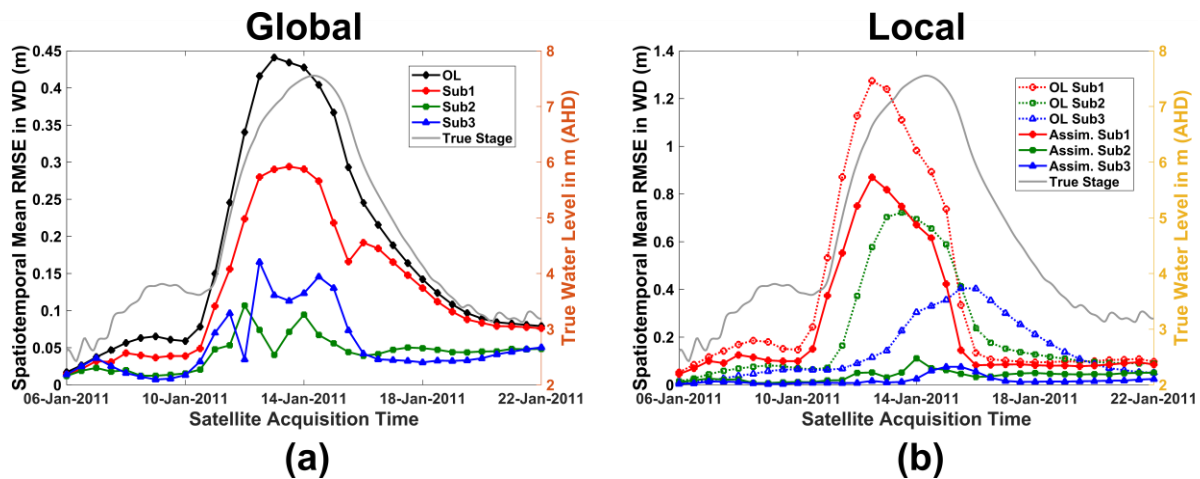 Global
Spatiotemporal Mean RMSE in WD (m)
0.45
0.4
0.35
0.3
0.25
0.2
0.15
0.1
0.05
0
OL
Sub1
Sub2
Sub3
True Stage
8
7
6
5
4
3
2
True Water Level in m (AHD)
06-Jan-2011 10-Jan-2011 14-Jan-2011 18-Jan-2011 22-Jan-2011
Satellite Acquisition Time
(a)
Local
Spatiotemporal Mean RMSE in WD (m)
1.4
1.2
1
0.8
0.6
0.4
0.2
0
OL Sub1
OL Sub2
OL Sub3
Assim. Sub1
Assim. Sub2
Assim. Sub3
True Stage
8
7
6
5
4
3
2
True Water Level in m (AHD)
06-Jan-2011 10-Jan-2011 14-Jan-2011 18-Jan-2011 22-Jan-2011
Satellite Acquisition Time
(b)